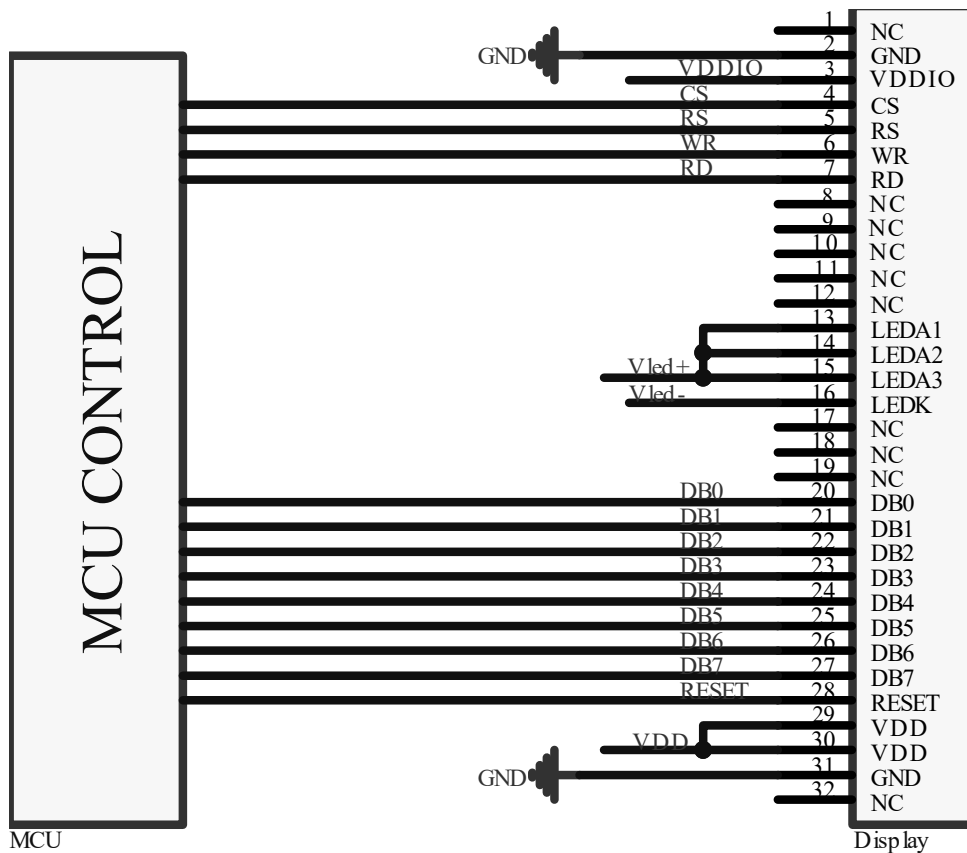 1 NC
GND 2 GND
VDDIO 3 VDDIO
CS 4 CS
RS 5 RS
WR 6 WR
RD 7 RD
8 NC
9 NC
10 NC
11 NC
12 NC
13 LEDA1
14 LEDA2
Vled+ 15 LEDA3
Vled- 16 LEDK
17 NC
18 NC
19 NC
DB0 20 DB0
DB1 21 DB1
DB2 22 DB2
DB3 23 DB3
DB4 24 DB4
DB5 25 DB5
DB6 26 DB6
DB7 27 DB7
RESET 28 RESET
29 VDD
VDD 30 VDD
GND 31 GND
32 NC
MCU CONTROL
MCU
Display